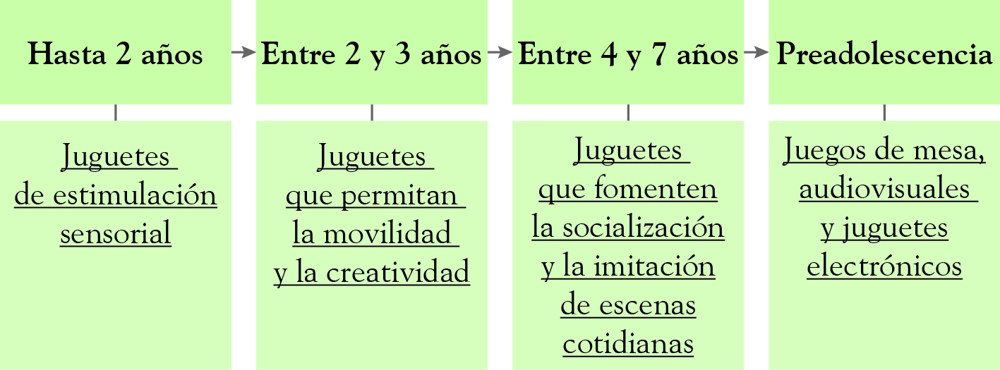 Hasta 2 años
Entre 2 y 3 años
Entre 4 y 7 años
Preadolescencia
Juguetes
de estimulación
sensorial
Juguetes
que permitan
la movilidad
y la creatividad
Juguetes
que fomenten
la socialización
y la imitación
de escenas
cotidianas
Juegos de mesa,
audiovisuales
y juguetes
electrónicos